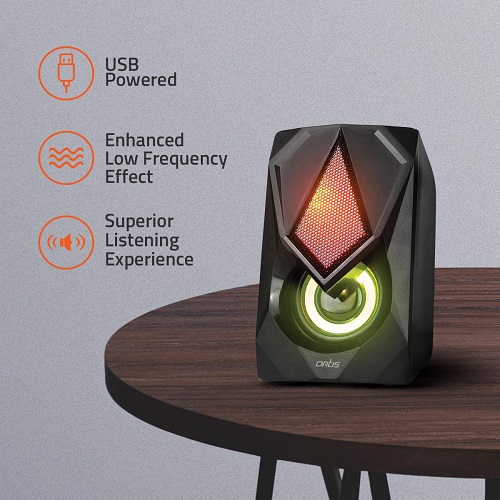 USB
Powered
Enhanced
Low Frequency
Effect
Superior
Listening
Experience
artis